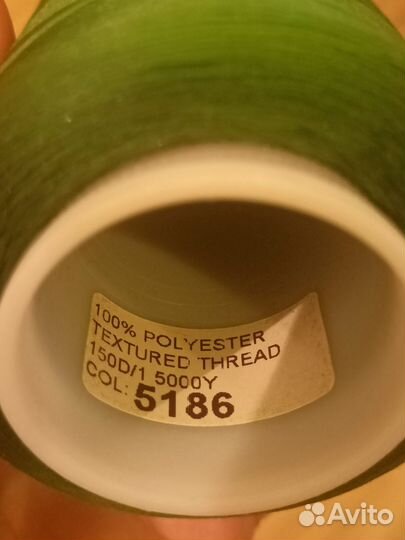 100% POLYESTER
TEXTURED THREAD
150D/1 5000Y
COL: 5186
Avito